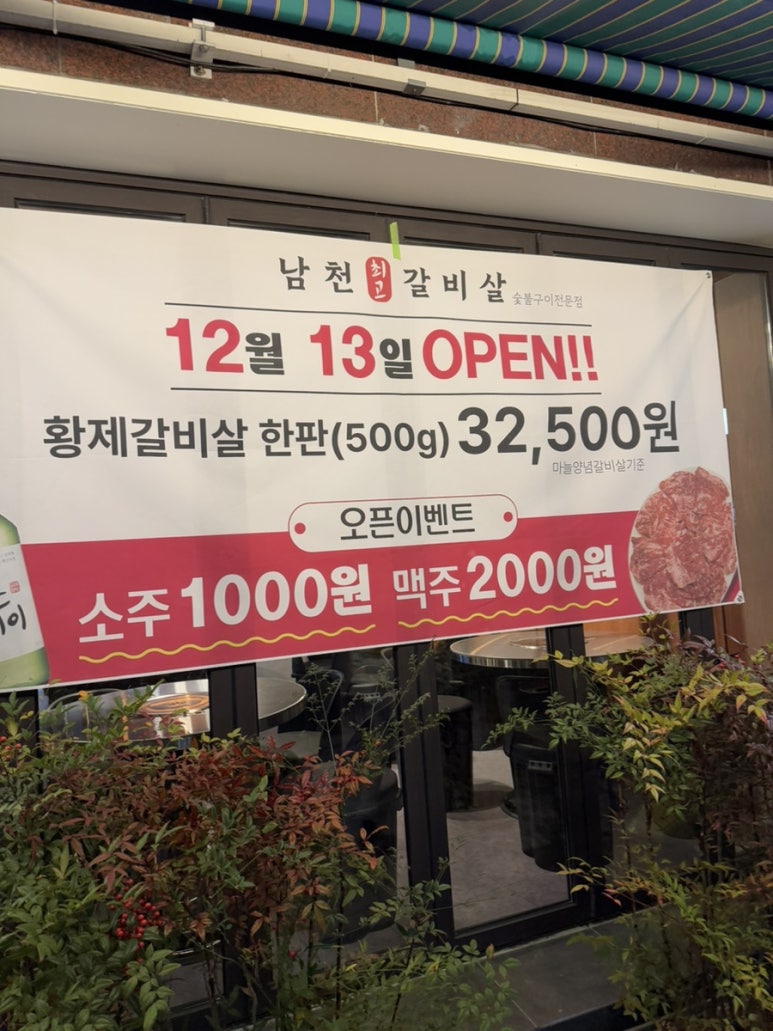 남천최고갈비살 숯불구이전문점
12월 13일 OPEN!!
황제갈비살 한판(500g) 32,500원
마늘양념갈비살기준
오픈이벤트
소주 1000원 맥주 2000원